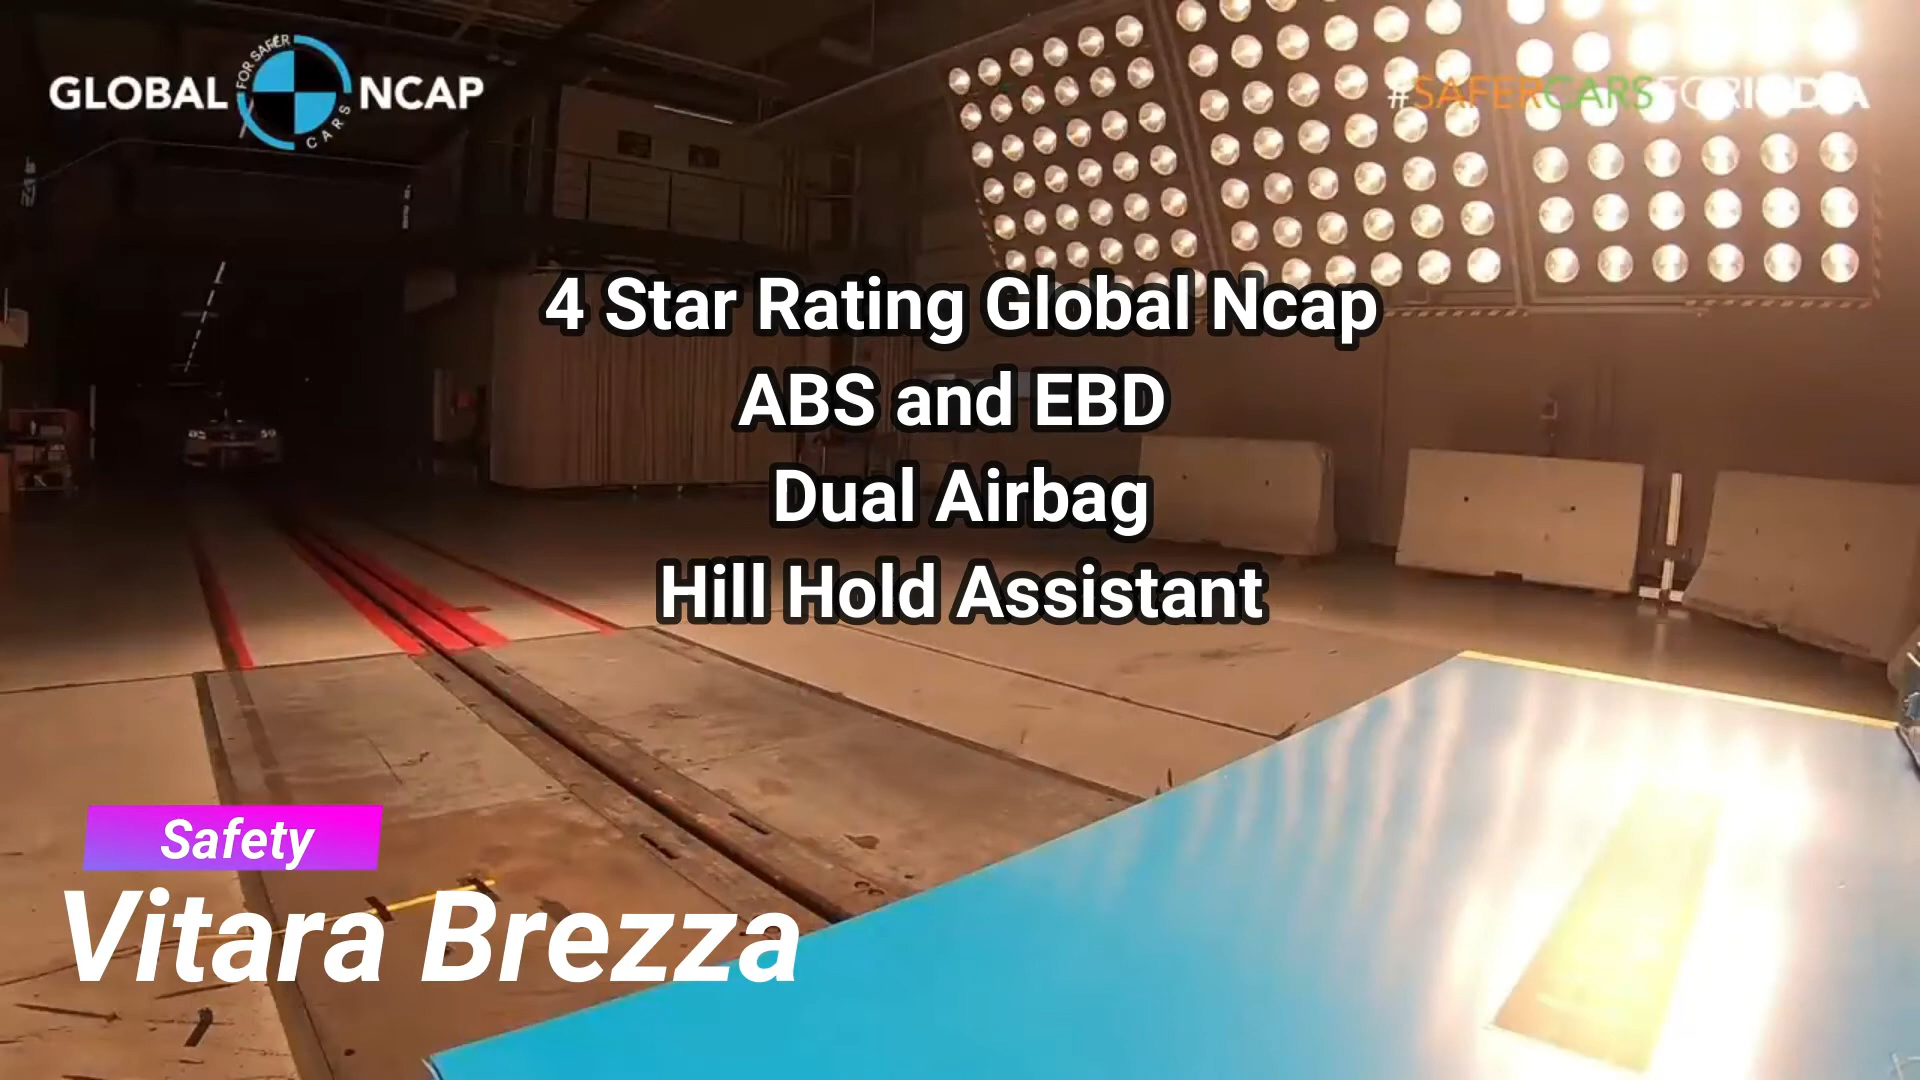 GLOBAL NCAP
FOR SAFER
CARS
#SAFERCARSFORINDIA
4 Star Rating Global Ncap
ABS and EBD
Dual Airbag
Hill Hold Assistant
Safety
Vitara Brezza